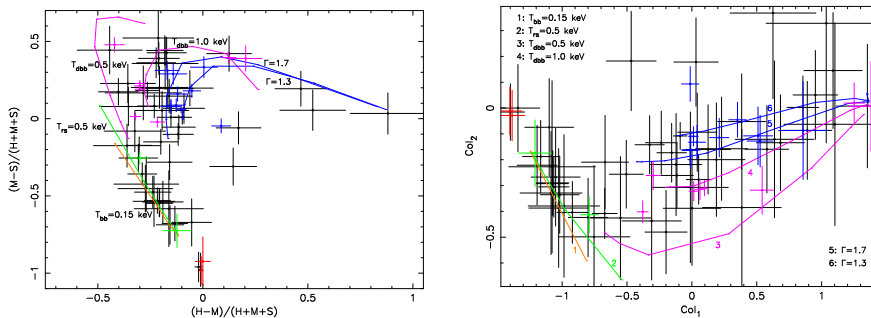 T_dbb=1.0 keV
T_dbb=0.5 keV
Γ=1.7
Γ=1.3
T_rs=0.5 keV
T_bb=0.15 keV
(M−S)/(H+M+S)
0.5
0
−0.5
−1
−0.5
0
0.5
1
(H−M)/(H+M+S)
1: T_bb=0.15 keV
2: T_rs=0.5 keV
3: T_dbb=0.5 keV
4: T_dbb=1.0 keV
6
5
4
3
2
1
5: Γ=1.7
6: Γ=1.3
Col_2
0
−0.5
−1
−0.5
0
0.5
1
Col_1